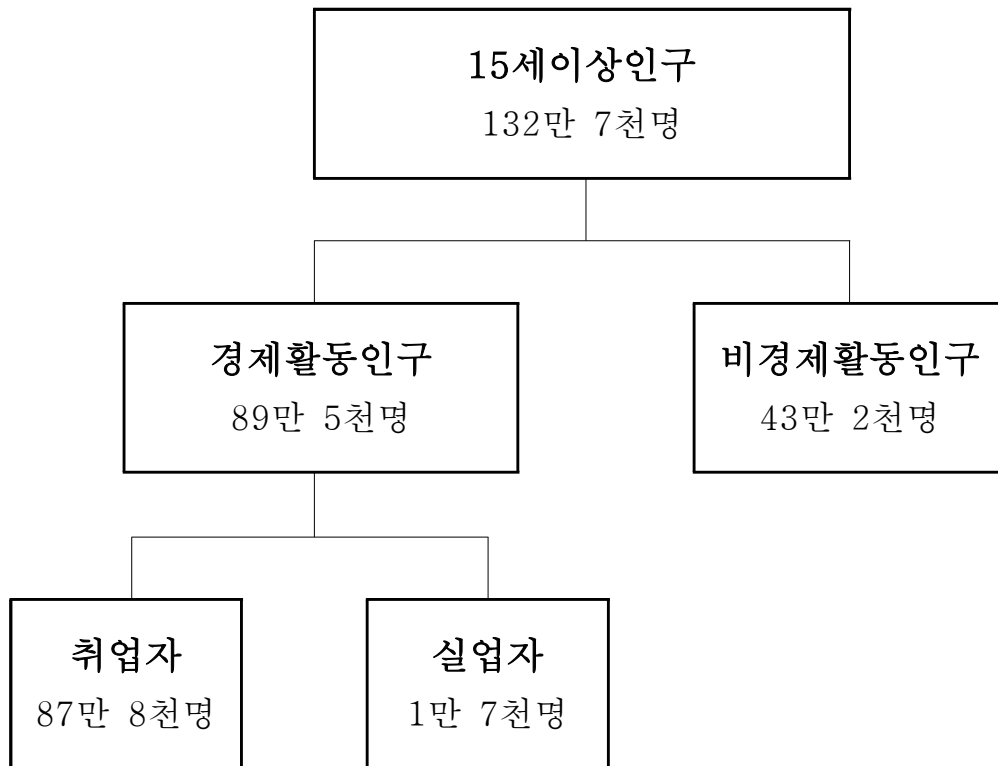 15세이상인구
132만 7천명
경제활동인구
89만 5천명
비경제활동인구
43만 2천명
취업자
87만 8천명
실업자
1만 7천명